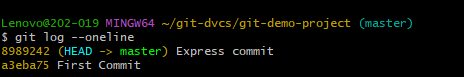 Lenovo@202-019 MINGW64 ~/git-dvcs/git-demo-project (master)
$ git log --oneline
8989242 (HEAD -> master) Express commit
a3eba75 First Commit